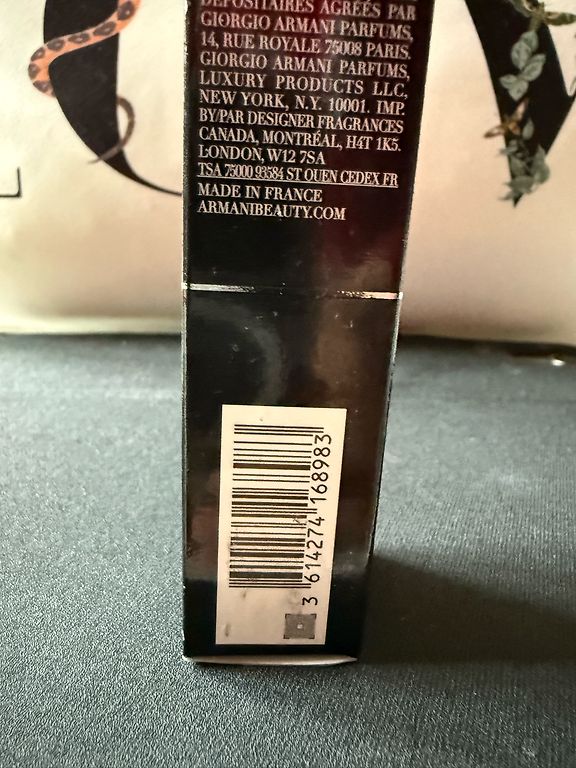 DÉPOSITAIRES AGRÉÉS PAR
GIORGIO ARMANI PARFUMS,
14, RUE ROYALE 75008 PARIS.
GIORGIO ARMANI PARFUMS,
LUXURY PRODUCTS LLC,
NEW YORK, N.Y. 10001. IMP.
BY/PAR DESIGNER FRAGRANCES
CANADA, MONTRÉAL, H4T 1K5.
LONDON, W12 7SA
TSA 75000 93584 ST OUEN CEDEX FR
MADE IN FRANCE
ARMANIBEAUTY.COM
3 614274 168983